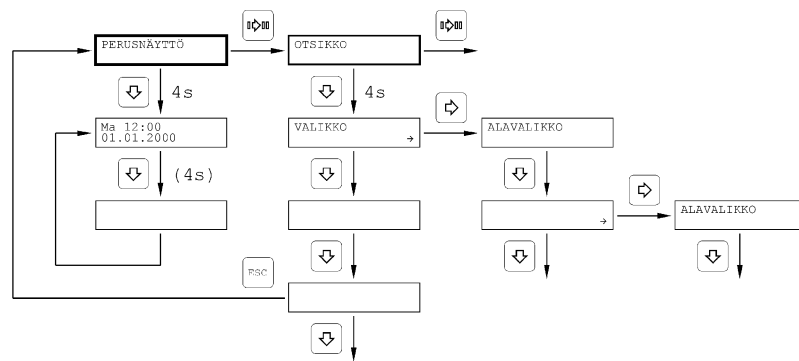 PERUSNÄYTTÖ
OTSIKKO
4s
4s
Ma 12:00
01.01.2000
VALIKKO
→
ALAVALIKKO
(4s)
→
ALAVALIKKO
ESC